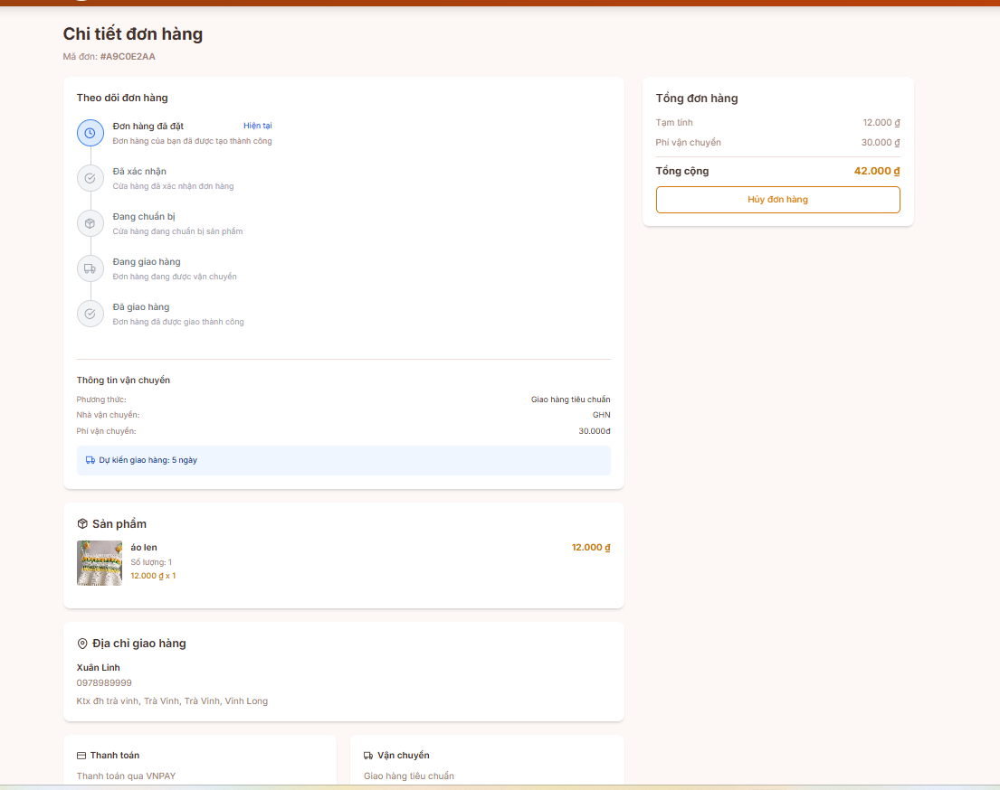 Chi tiết đơn hàng
Mã đơn: #A9C0E2AA
Theo dõi đơn hàng
Đơn hàng đã đặt Hiện tại
Đơn hàng của bạn đã được tạo thành công
Đã xác nhận
Cửa hàng đã xác nhận đơn hàng
Đang chuẩn bị
Cửa hàng đang chuẩn bị sản phẩm
Đang giao hàng
Đơn hàng đang được vận chuyển
Đã giao hàng
Đơn hàng đã được giao thành công
Thông tin vận chuyển
Phương thức: Giao hàng tiêu chuẩn
Nhà vận chuyển: GHN
Phí vận chuyển: 30.000đ
Dự kiến giao hàng: 5 ngày
Sản phẩm
áo len 12.000 ₫
Số lượng: 1
12.000 ₫ x 1
Địa chỉ giao hàng
Xuân Linh
0978989999
Ktx đh trà vinh, Trà Vinh, Trà Vinh, Vĩnh Long
Thanh toán
Thanh toán qua VNPAY
Vận chuyển
Giao hàng tiêu chuẩn
Tổng đơn hàng
Tạm tính 12.000 ₫
Phí vận chuyển 30.000 ₫
Tổng cộng 42.000 ₫
Hủy đơn hàng